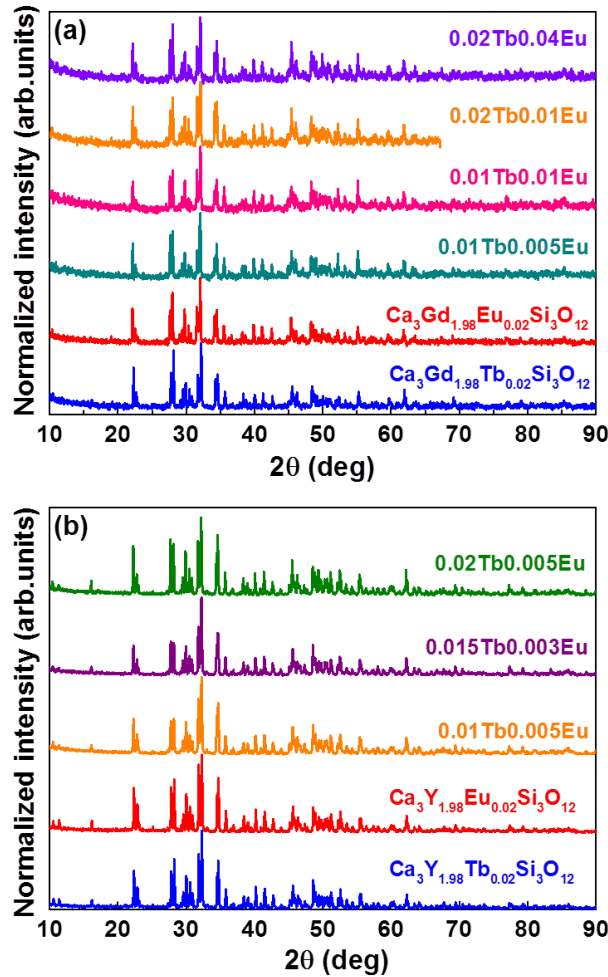 (a)
0.02Tb0.04Eu
0.02Tb0.01Eu
0.01Tb0.01Eu
0.01Tb0.005Eu
Ca₃Gd₁.₉₈Eu₀.₀₂Si₃O₁₂
Ca₃Gd₁.₉₈Tb₀.₀₂Si₃O₁₂
Normalized intensity (arb.units)
10 20 30 40 50 60 70 80 90
2θ (deg)
(b)
0.02Tb0.005Eu
0.015Tb0.003Eu
0.01Tb0.005Eu
Ca₃Y₁.₉₈Eu₀.₀₂Si₃O₁₂
Ca₃Y₁.₉₈Tb₀.₀₂Si₃O₁₂
Normalized intensity (arb.units)
10 20 30 40 50 60 70 80 90
2θ (deg)